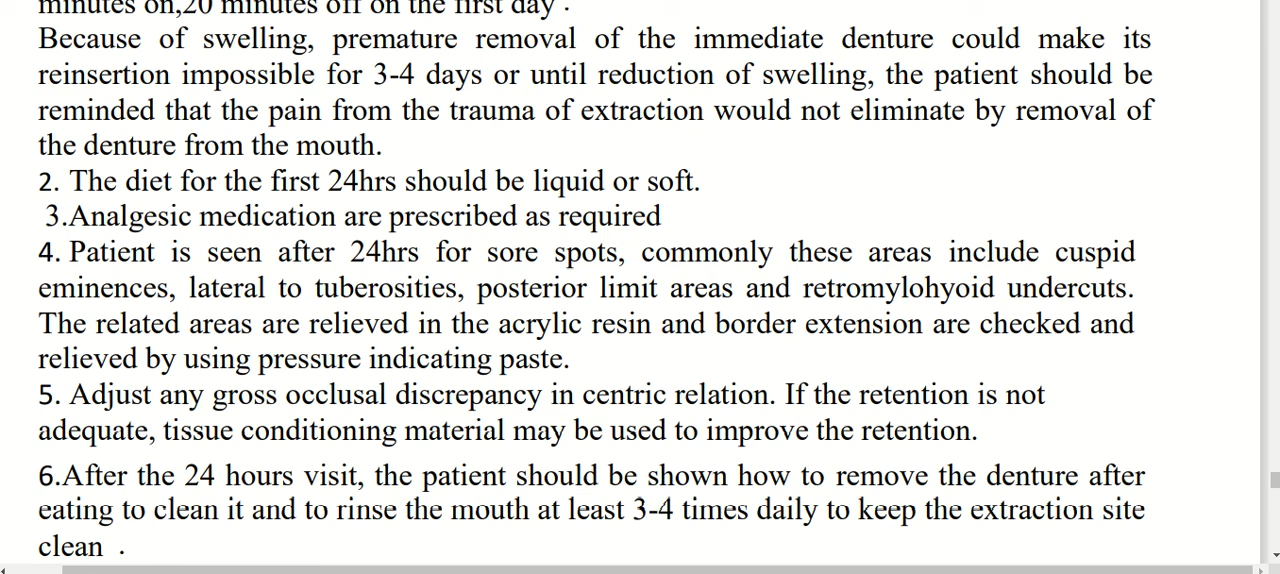 minutes on,20 minutes off on the first day .
Because of swelling, premature removal of the immediate denture could make its
reinsertion impossible for 3-4 days or until reduction of swelling, the patient should be
reminded that the pain from the trauma of extraction would not eliminate by removal of
the denture from the mouth.
2. The diet for the first 24hrs should be liquid or soft.
3.Analgesic medication are prescribed as required
4. Patient is seen after 24hrs for sore spots, commonly these areas include cuspid
eminences, lateral to tuberosities, posterior limit areas and retromylohyoid undercuts.
The related areas are relieved in the acrylic resin and border extension are checked and
relieved by using pressure indicating paste.
5. Adjust any gross occlusal discrepancy in centric relation. If the retention is not
adequate, tissue conditioning material may be used to improve the retention.
6.After the 24 hours visit, the patient should be shown how to remove the denture after
eating to clean it and to rinse the mouth at least 3-4 times daily to keep the extraction site
clean .